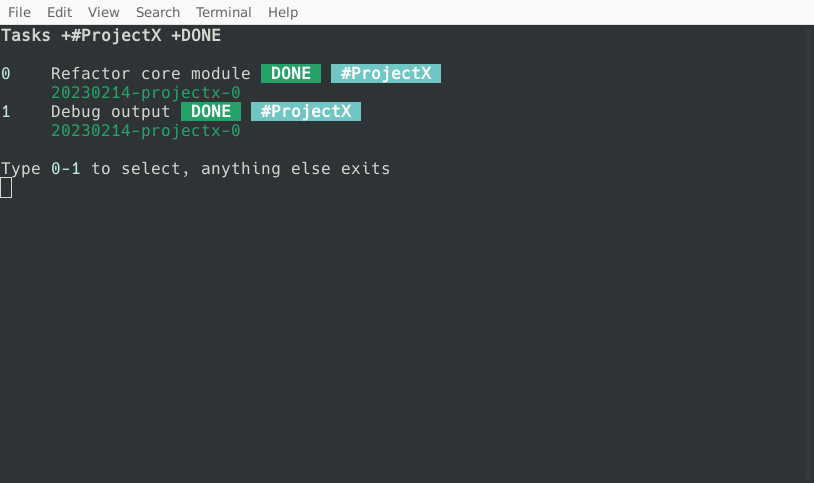 File Edit View Search Terminal Help
Tasks +#ProjectX +DONE
0 Refactor core module DONE #ProjectX
20230214-projectx-0
1 Debug output DONE #ProjectX
20230214-projectx-0
Type 0-1 to select, anything else exits